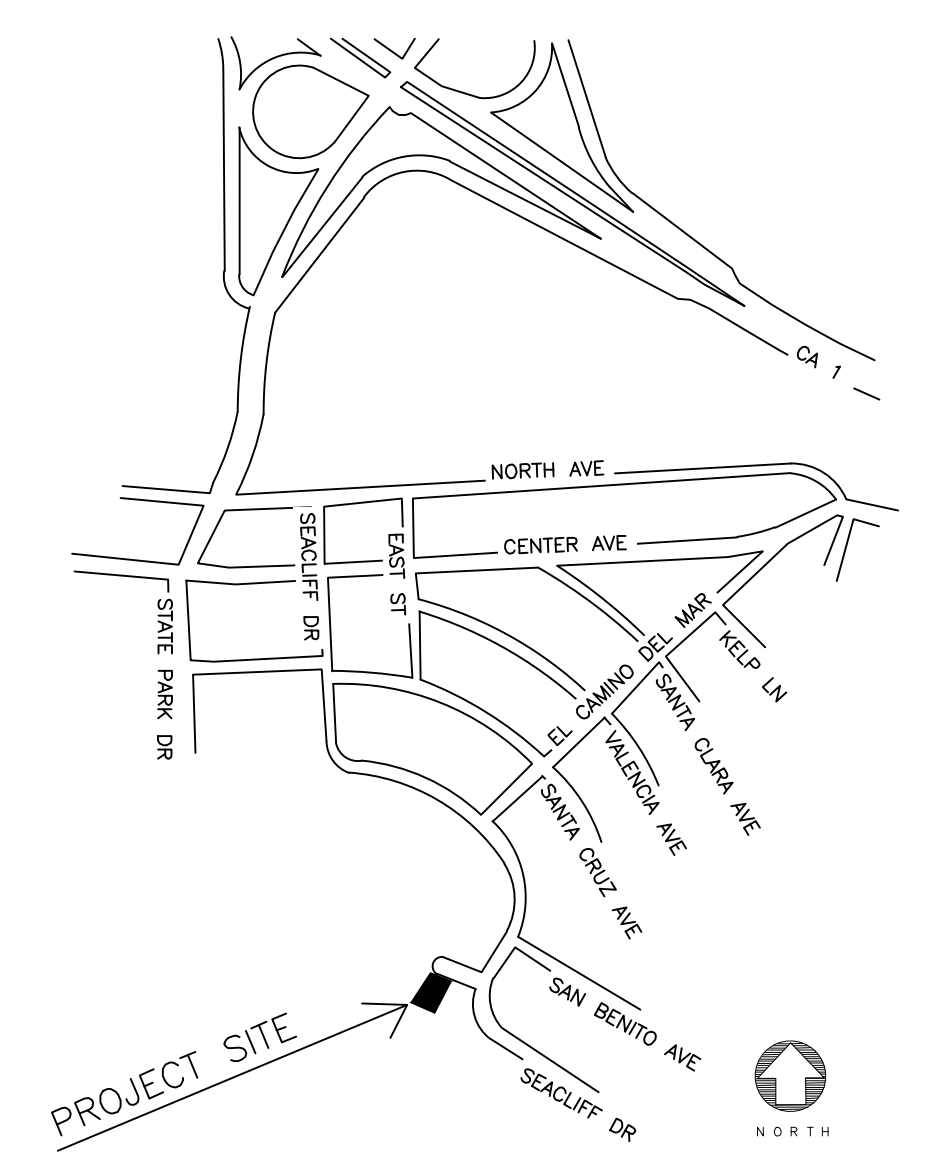 CA 1
NORTH AVE
SEACLIFF DR
EAST ST
CENTER AVE
STATE PARK DR
EL CAMINO DEL MAR
KELP LN
SANTA CLARA AVE
VALENCIA AVE
SANTA CRUZ AVE
SAN BENITO AVE
PROJECT SITE
SEACLIFF DR
NORTH